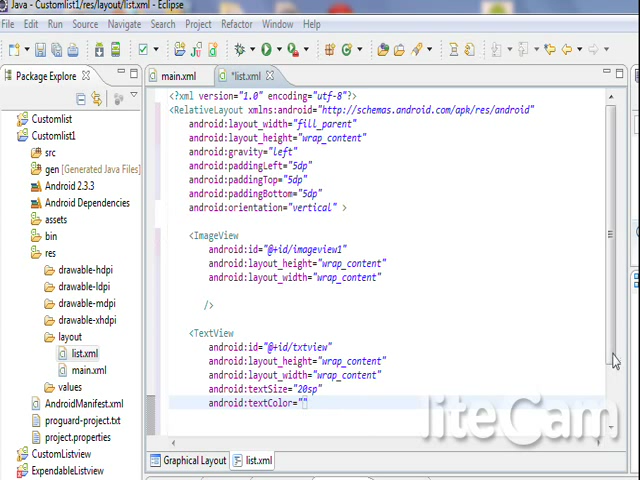 Java - Customlist1/res/layout/list.xml - Eclipse
File Edit Run Source Navigate Search Project Refactor Window Help
Package Explorer
main.xml
*list.xml
Customlist
Customlist1
src
gen [Generated Java Files]
Android 2.3.3
Android Dependencies
assets
bin
res
drawable-hdpi
drawable-ldpi
drawable-mdpi
drawable-xhdpi
layout
list.xml
main.xml
values
AndroidManifest.xml
proguard-project.txt
project.properties
CustomListview
ExpendableListview
<?xml version="1.0" encoding="utf-8"?>
<RelativeLayout xmlns:android="http://schemas.android.com/apk/res/android"
android:layout_width="fill_parent"
android:layout_height="wrap_content"
android:gravity="left"
android:paddingLeft="5dp"
android:paddingTop="5dp"
android:paddingBottom="5dp"
android:orientation="vertical" >
<ImageView
android:id="@+id/imageview1"
android:layout_height="wrap_content"
android:layout_width="wrap_content"
/>
<TextView
android:id="@+id/txtview"
android:layout_height="wrap_content"
android:layout_width="wrap_content"
android:textSize="20sp"
android:textColor=""
liteCam
Graphical Layout
list.xml